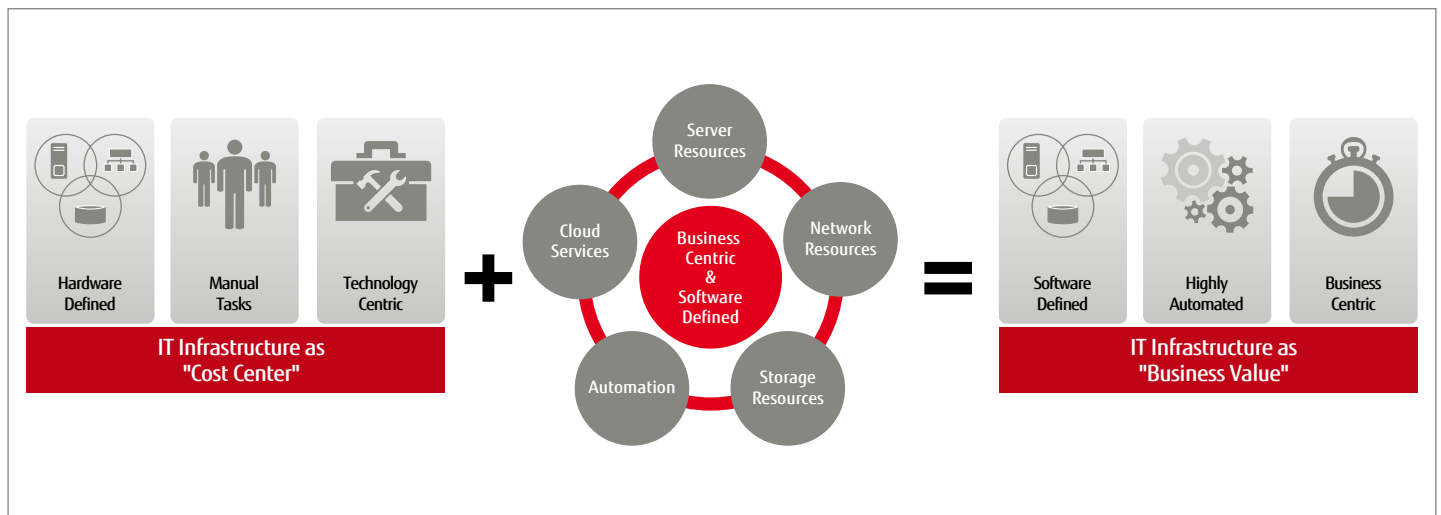 Hardware
Defined
Manual
Tasks
Technology
Centric
IT Infrastructure as
"Cost Center"
+
Server
Resources
Cloud
Services
Network
Resources
Business
Centric
&
Software
Defined
Automation
Storage
Resources
=
Software
Defined
Highly
Automated
Business
Centric
IT Infrastructure as
"Business Value"